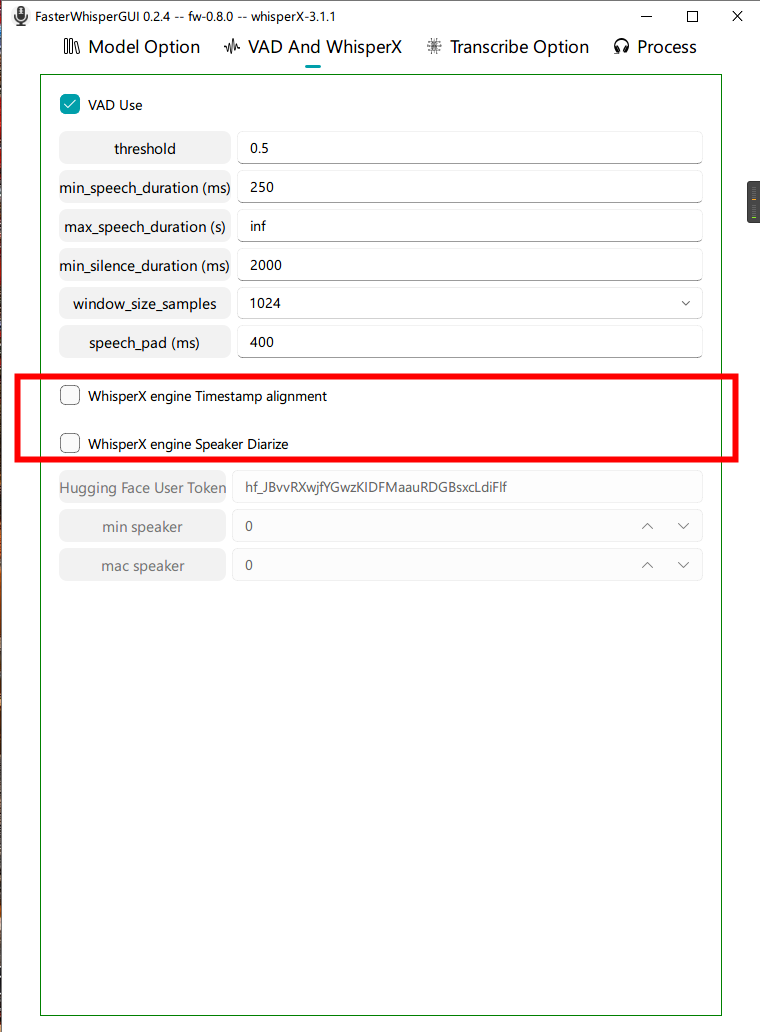 FasterWhisperGUI 0.2.4 -- fw-0.8.0 -- whisperX-3.1.1
Model Option VAD And WhisperX Transcribe Option Process
VAD Use
threshold 0.5
min_speech_duration (ms) 250
max_speech_duration (s) inf
min_silence_duration (ms) 2000
window_size_samples 1024
speech_pad (ms) 400
WhisperX engine Timestamp alignment
WhisperX engine Speaker Diarize
Hugging Face User Token
min speaker 0
mac speaker 0